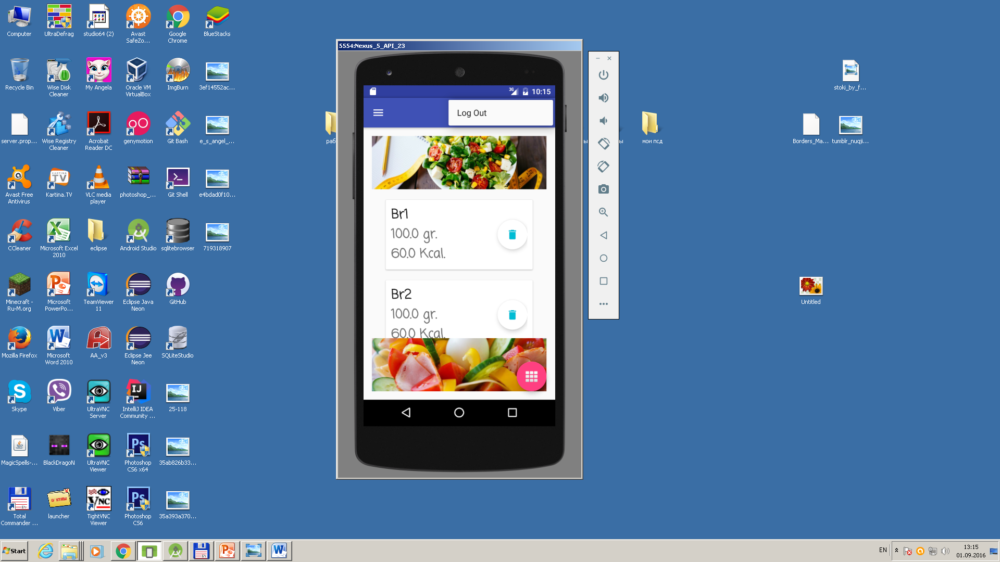 Computer
UltraDefrag
studio64 (2)
Avast
SafeZo...
Google
Chrome
BlueStacks
Recycle Bin
Wise Disk
Cleaner
My Angela
Oracle VM
VirtualBox
ImgBurn
3ef14552ac...
server.prop...
Wise Registry
Cleaner
Acrobat
Reader DC
genymotion
Git Bash
e_s_angel_...
Avast Free
Antivirus
Kartina.TV
VLC media
player
photoshop_...
Git Shell
e4bdad0f10...
CCleaner
Microsoft Excel
2010
eclipse
Android Studio
sqlitebrowser
719318907
Minecraft -
Ru-M.org
Microsoft
PowerPo...
TeamViewer
11
Eclipse Java
Neon
GitHub
Mozilla Firefox
Microsoft
Word 2010
AA_v3
Eclipse Jee
Neon
SQLiteStudio
Skype
Viber
UltraVNC
Server
IntelliJ IDEA
Community ...
25-118
MagicSpells-...
BlackDragoN
UltraVNC
Viewer
Photoshop
CS6 x64
35ab826b33...
Total
Commander ...
launcher
TightVNC
Viewer
Photoshop
CS6
35a393a370...
5554:Nexus_5_API_23
3G
10:15
Log Out
Br1
100.0 gr.
60.0 Kcal.
Br2
100.0 gr.
60.0 Kcal.
раб
мои псд
stoki_by_f...
Borders_Ma...
tumblr_nuqji...
Untitled
Start
EN
13:15
01.09.2016